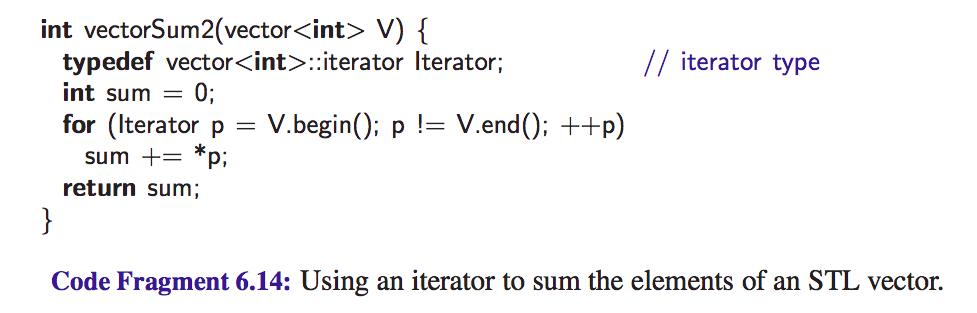 int vectorSum2(vector<int> V) {
typedef vector<int>::iterator Iterator; // iterator type
int sum = 0;
for (Iterator p = V.begin(); p != V.end(); ++p)
sum += *p;
return sum;
}
Code Fragment 6.14: Using an iterator to sum the elements of an STL vector.